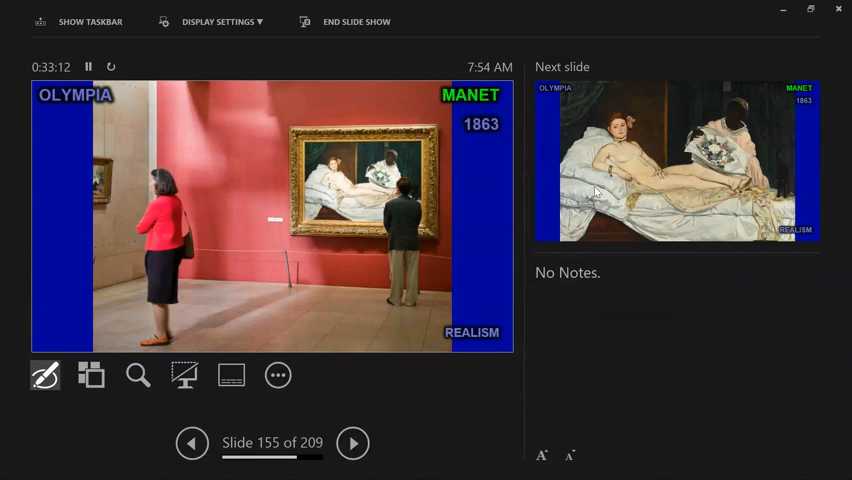 SHOW TASKBAR
DISPLAY SETTINGS ▼
END SLIDE SHOW
0:33:12
7:54 AM
OLYMPIA
MANET
1863
REALISM
Next slide
OLYMPIA
MANET
1863
REALISM
No Notes.
Slide 155 of 209
A A